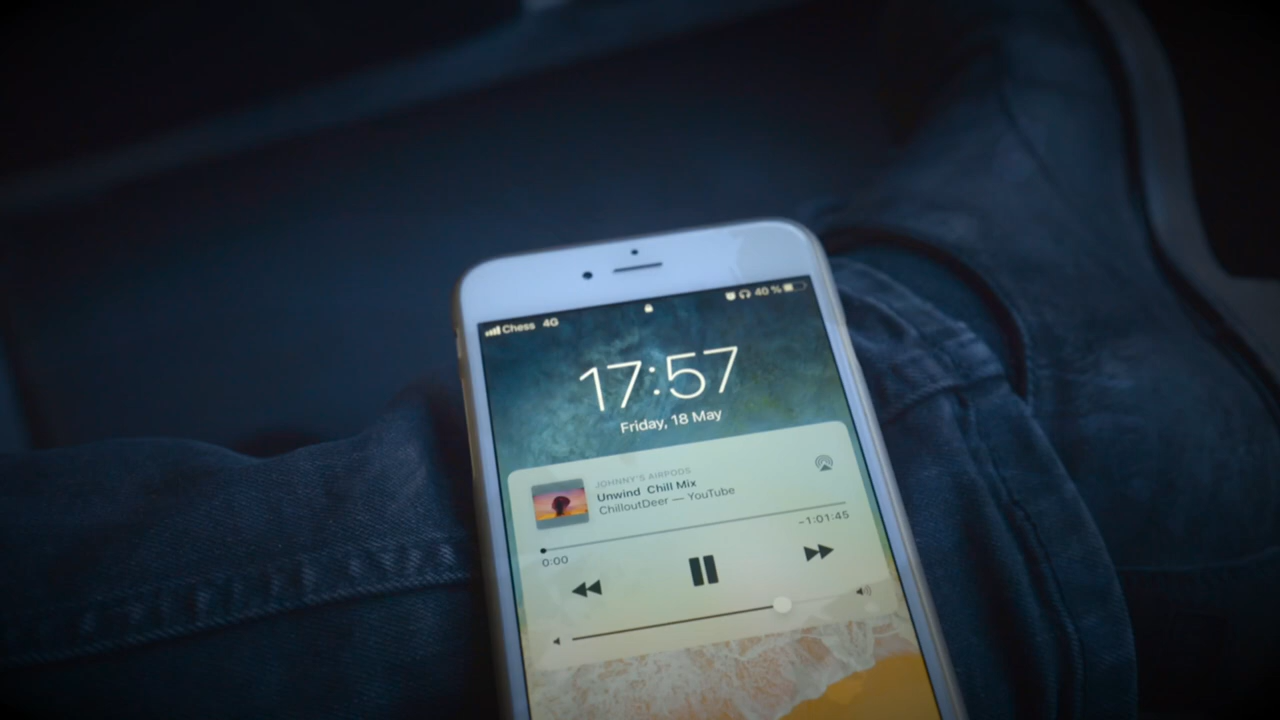 Chess 4G 40 %
17:57
Friday, 18 May
JOHNNY'S AIRPODS
Unwind Chill Mix
ChilloutDeer — YouTube
0:00 -1:01:45